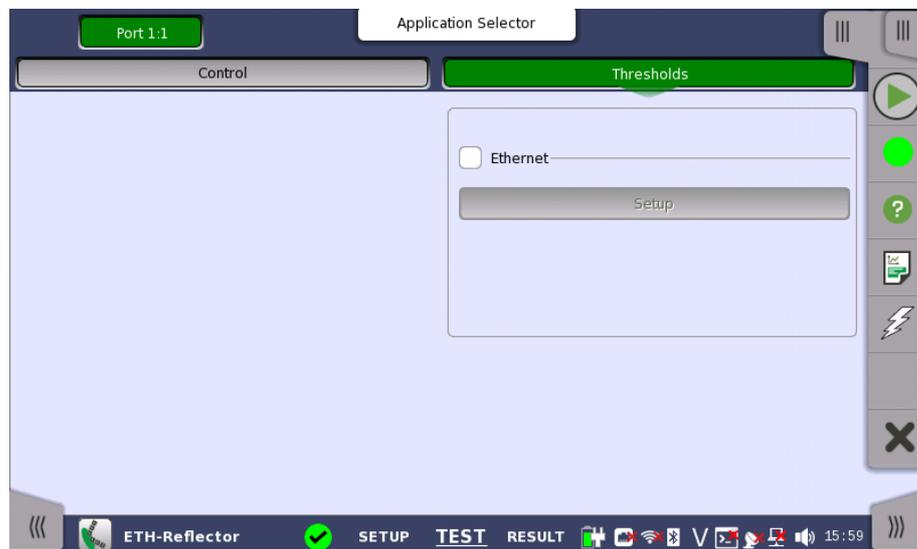 Port 1:1
Application Selector
Control
Thresholds
Ethernet
Setup
ETH-Reflector
SETUP
TEST
RESULT
15:59